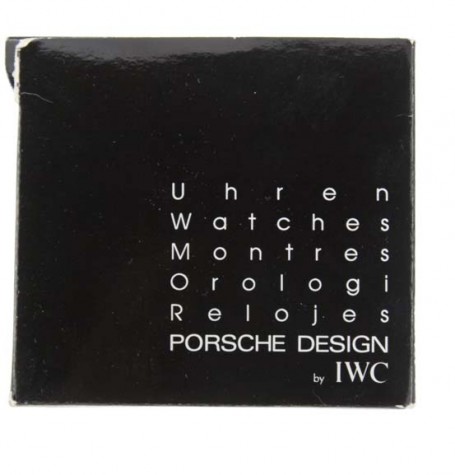 Uhren
Watches
Montres
Orologi
Relojes
PORSCHE DESIGN
by IWC